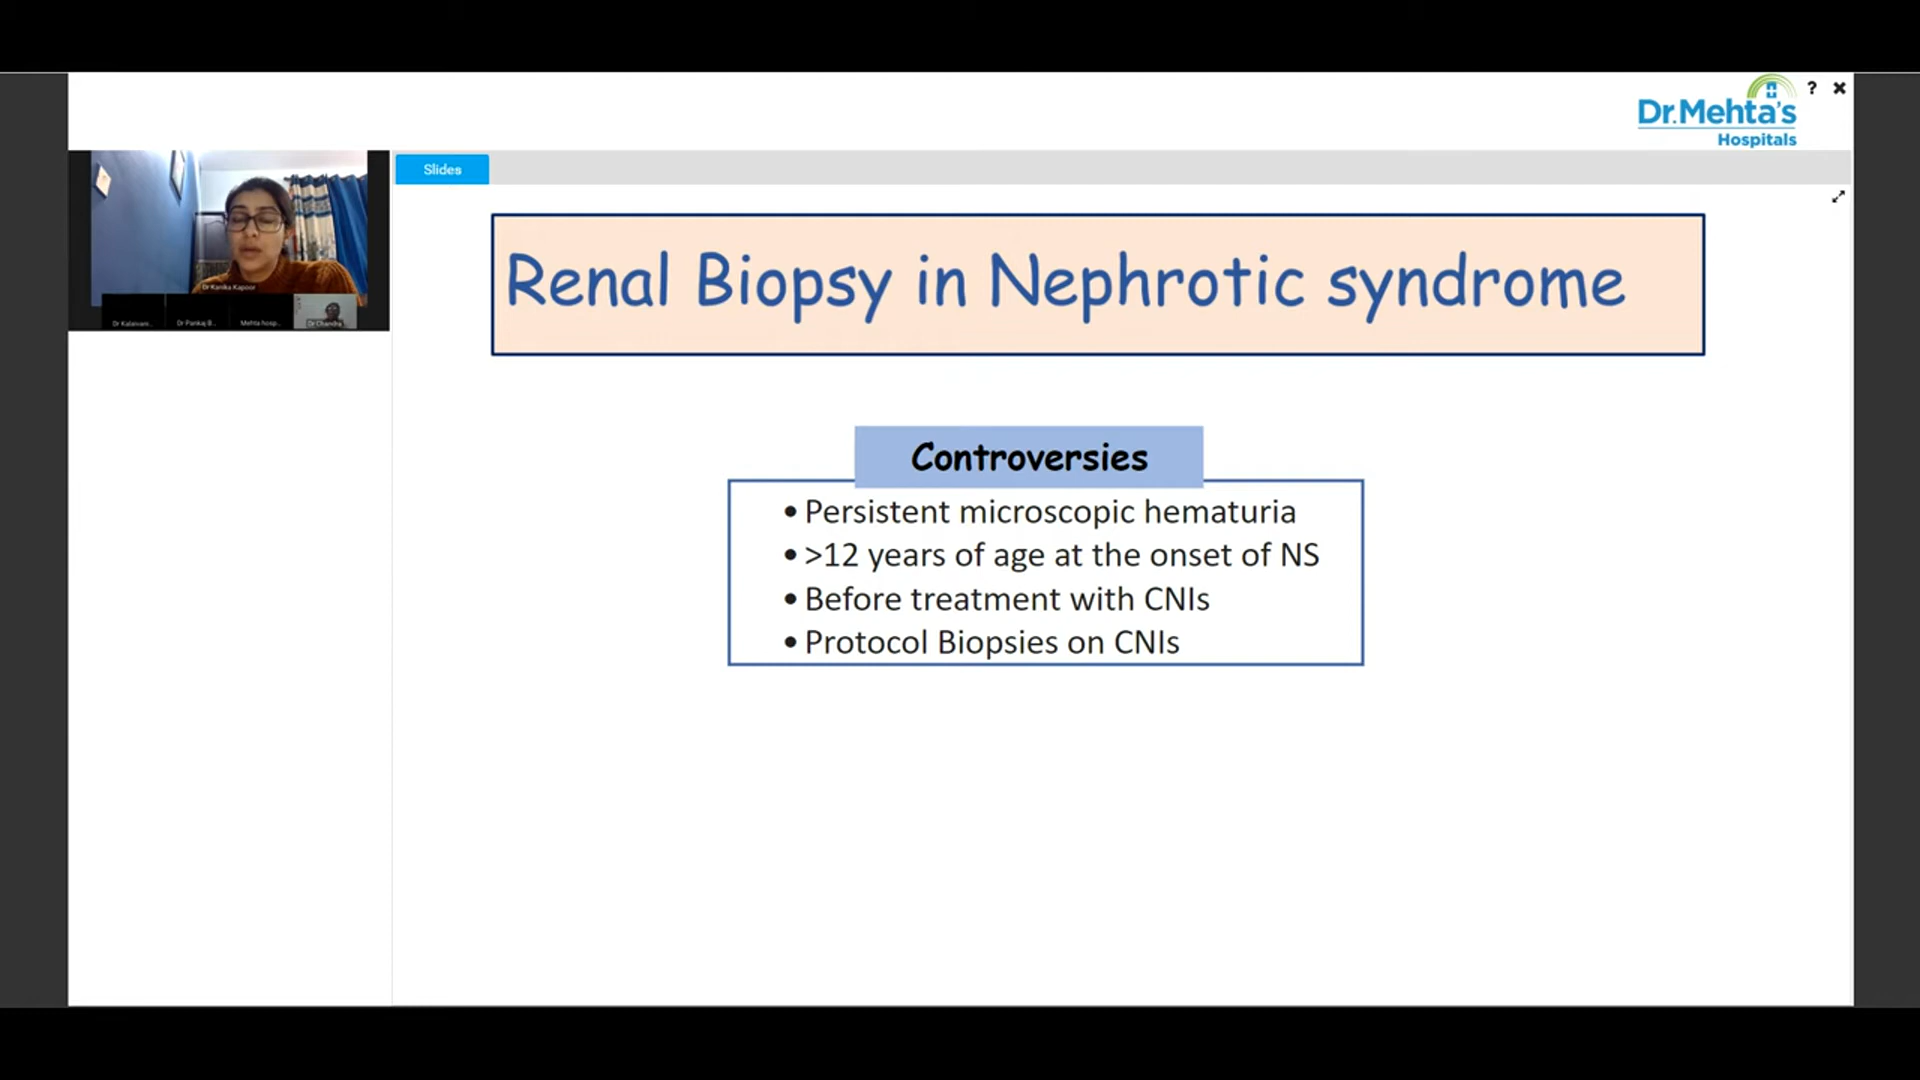 Dr.Mehta's
Hospitals
? ✖
Slides
Renal Biopsy in Nephrotic syndrome
Controversies
• Persistent microscopic hematuria
• >12 years of age at the onset of NS
• Before treatment with CNIs
• Protocol Biopsies on CNIs
Dr Kanika Kapoor
Dr Kalaivani...
Dr Pankaj B...
Mehta hosp...
Dr Chandra